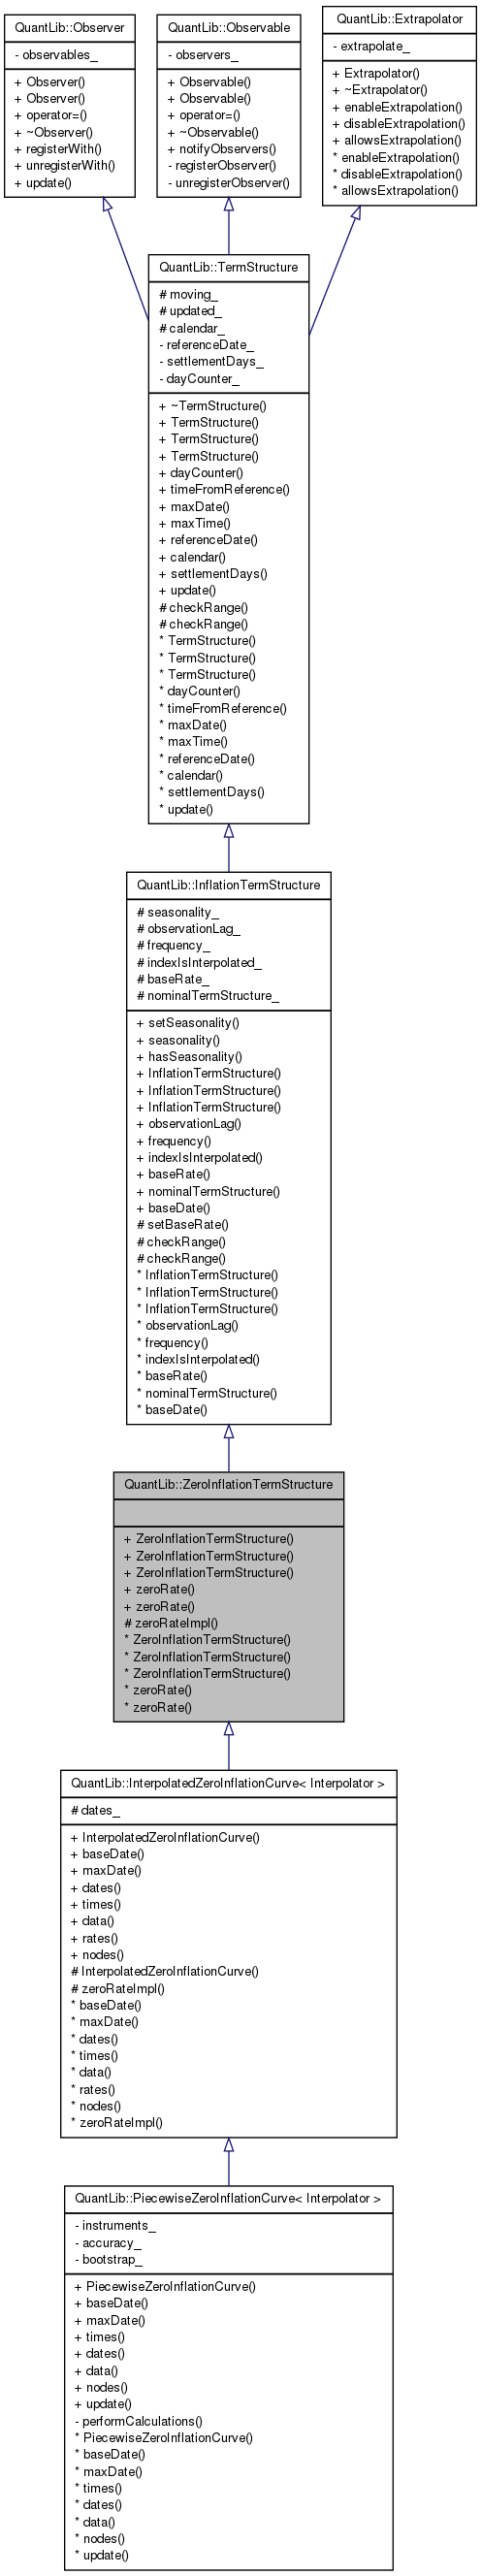 QuantLib::Observer
- observables_
+ Observer()
+ Observer()
+ operator=()
+ ~Observer()
+ registerWith()
+ unregisterWith()
+ update()
QuantLib::Observable
- observers_
+ Observable()
+ Observable()
+ operator=()
+ ~Observable()
+ notifyObservers()
- registerObserver()
- unregisterObserver()
QuantLib::Extrapolator
- extrapolate_
+ Extrapolator()
+ ~Extrapolator()
+ enableExtrapolation()
+ disableExtrapolation()
+ allowsExtrapolation()
* enableExtrapolation()
* disableExtrapolation()
* allowsExtrapolation()
QuantLib::TermStructure
# moving_
# updated_
# calendar_
- referenceDate_
- settlementDays_
- dayCounter_
+ ~TermStructure()
+ TermStructure()
+ TermStructure()
+ TermStructure()
+ dayCounter()
+ timeFromReference()
+ maxDate()
+ maxTime()
+ referenceDate()
+ calendar()
+ settlementDays()
+ update()
# checkRange()
# checkRange()
* TermStructure()
* TermStructure()
* TermStructure()
* dayCounter()
* timeFromReference()
* maxDate()
* maxTime()
* referenceDate()
* calendar()
* settlementDays()
* update()
QuantLib::InflationTermStructure
# seasonality_
# observationLag_
# frequency_
# indexIsInterpolated_
# baseRate_
# nominalTermStructure_
+ setSeasonality()
+ seasonality()
+ hasSeasonality()
+ InflationTermStructure()
+ InflationTermStructure()
+ InflationTermStructure()
+ observationLag()
+ frequency()
+ indexIsInterpolated()
+ baseRate()
+ nominalTermStructure()
+ baseDate()
# setBaseRate()
# checkRange()
# checkRange()
* InflationTermStructure()
* InflationTermStructure()
* InflationTermStructure()
* observationLag()
* frequency()
* indexIsInterpolated()
* baseRate()
* nominalTermStructure()
* baseDate()
QuantLib::ZeroInflationTermStructure
+ ZeroInflationTermStructure()
+ ZeroInflationTermStructure()
+ ZeroInflationTermStructure()
+ zeroRate()
+ zeroRate()
# zeroRateImpl()
* ZeroInflationTermStructure()
* ZeroInflationTermStructure()
* ZeroInflationTermStructure()
* zeroRate()
* zeroRate()
QuantLib::InterpolatedZeroInflationCurve< Interpolator >
# dates_
+ InterpolatedZeroInflationCurve()
+ baseDate()
+ maxDate()
+ dates()
+ times()
+ data()
+ rates()
+ nodes()
# InterpolatedZeroInflationCurve()
# zeroRateImpl()
* baseDate()
* maxDate()
* dates()
* times()
* data()
* rates()
* nodes()
* zeroRateImpl()
QuantLib::PiecewiseZeroInflationCurve< Interpolator >
- instruments_
- accuracy_
- bootstrap_
+ PiecewiseZeroInflationCurve()
+ baseDate()
+ maxDate()
+ times()
+ dates()
+ data()
+ nodes()
+ update()
- performCalculations()
* PiecewiseZeroInflationCurve()
* baseDate()
* maxDate()
* times()
* dates()
* data()
* nodes()
* update()